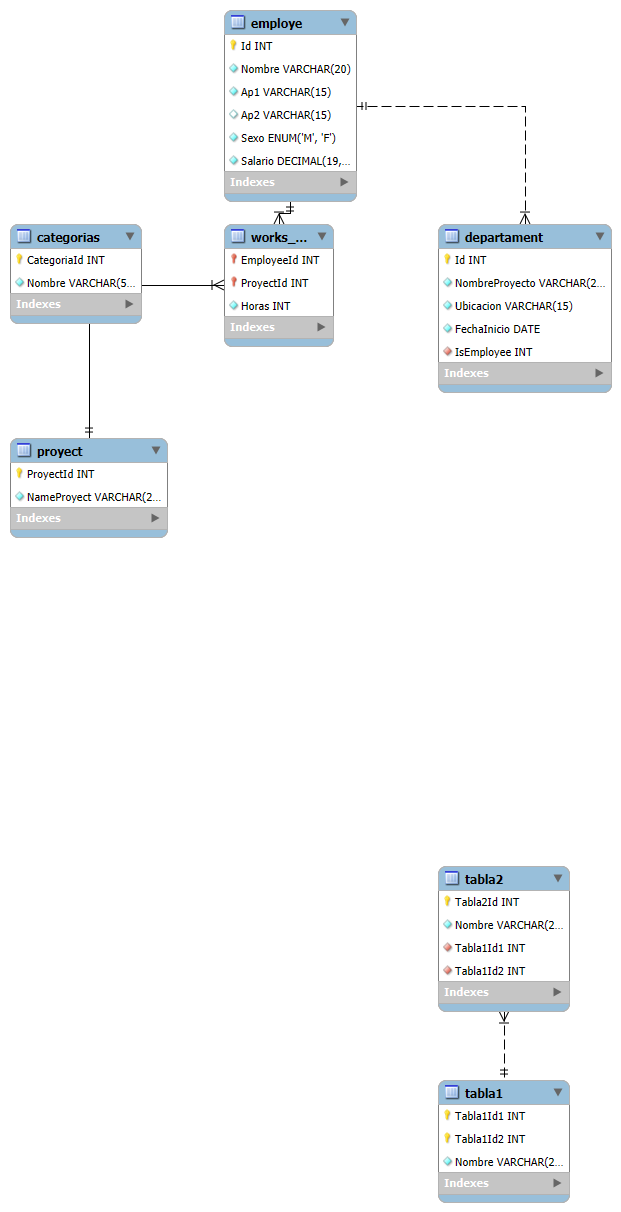 employe
Id INT
Nombre VARCHAR(20)
Ap1 VARCHAR(15)
Ap2 VARCHAR(15)
Sexo ENUM('M', 'F')
Salario DECIMAL(19,...
Indexes
categorias
CategoriaId INT
Nombre VARCHAR(5...
Indexes
works_...
EmployeeId INT
ProyectId INT
Horas INT
Indexes
departament
Id INT
NombreProyecto VARCHAR(2...
Ubicacion VARCHAR(15)
FechaInicio DATE
IsEmployee INT
Indexes
proyect
ProyectId INT
NameProyect VARCHAR(2...
Indexes
tabla2
Tabla2Id INT
Nombre VARCHAR(2...
Tabla1Id1 INT
Tabla1Id2 INT
Indexes
tabla1
Tabla1Id1 INT
Tabla1Id2 INT
Nombre VARCHAR(2...
Indexes